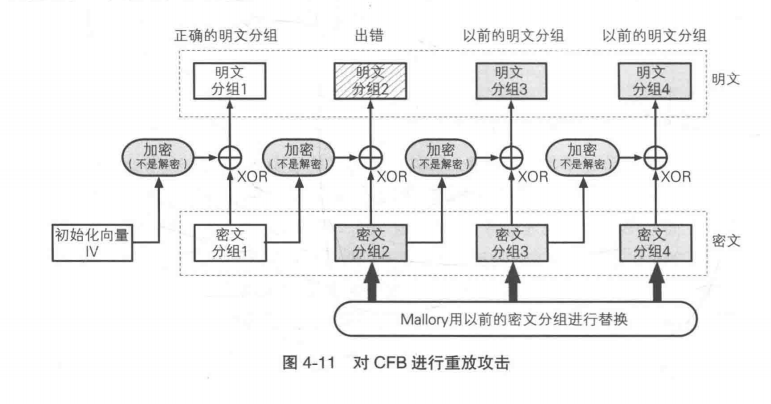 正确的明文分组 出错 以前的明文分组 以前的明文分组
明文
分组1
明文
分组2
明文
分组3
明文
分组4
明文
加密
(不是解密)
加密
(不是解密)
加密
(不是解密)
加密
(不是解密)
XOR XOR XOR XOR
初始化向量
IV
密文
分组1
密文
分组2
密文
分组3
密文
分组4
密文
Mallory用以前的密文分组进行替换
图 4-11 对 CFB 进行重放攻击